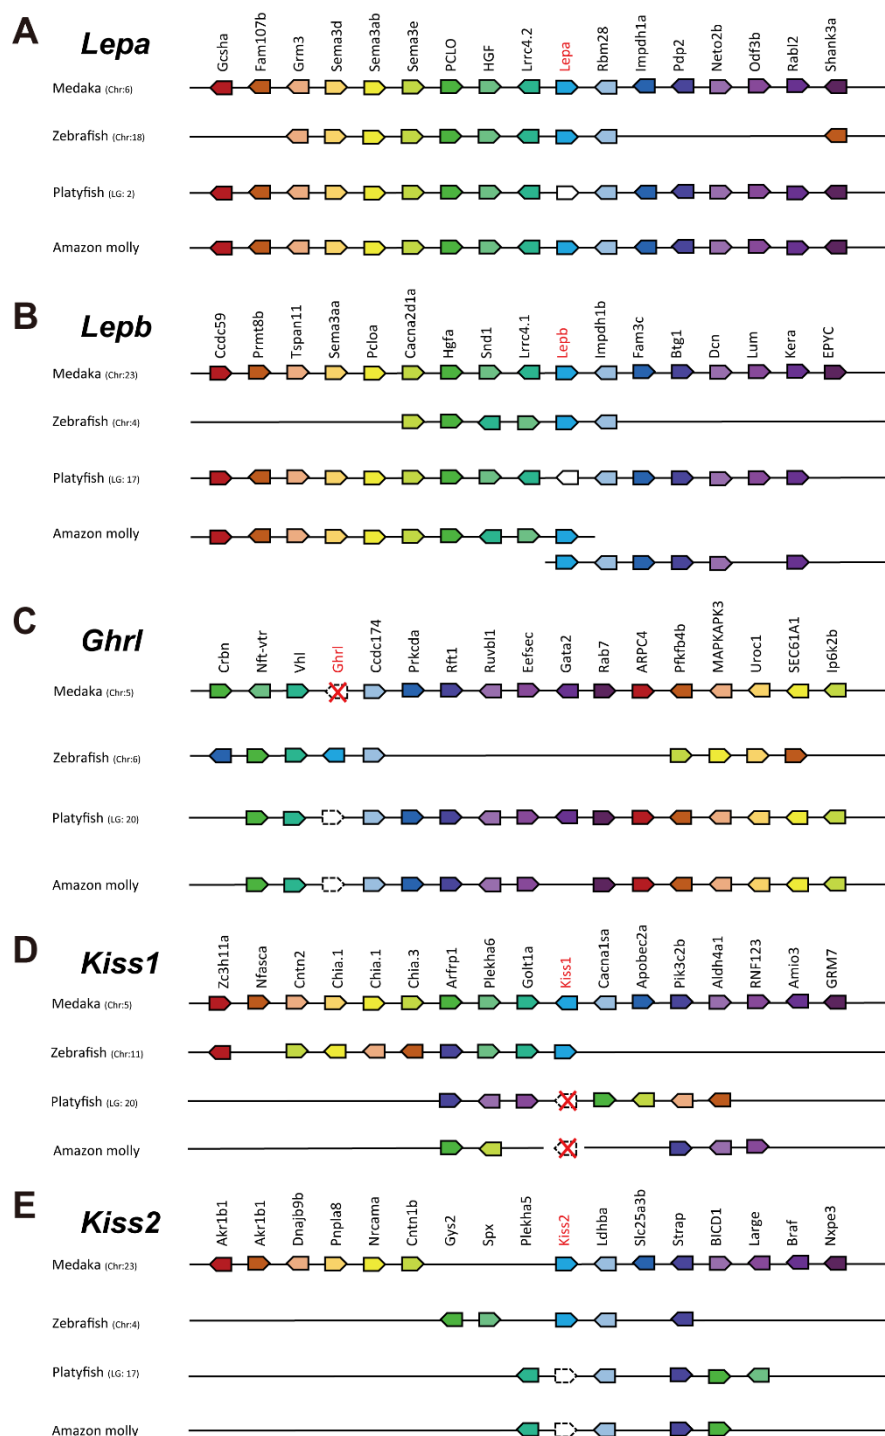 A
Lepa
Gcsha
Fam107b
Grm3
Sema3d
Sema3ab
Sema3e
PCLO
HGF
Lrrc4.2
Lepa
Rbm28
Impdh1a
Pdp2
Neto2b
Odf3b
Rabl2
Shank3a
Medaka (Chr:6)
Zebrafish (Chr:18)
Platyfish (LG: 2)
Amazon molly
B
Lepb
Ccdc59
Prmt8b
Tspan11
Sema3aa
Pcloa
Cacna2d1a
Hgfa
Snd1
Lrrc4.1
Lepb
Impdh1b
Fam3c
Btg1
Dcn
Lum
Kera
EPYC
Medaka (Chr:23)
Zebrafish (Chr:4)
Platyfish (LG: 17)
Amazon molly
C
Ghrl
Crbn
Nft-vtr
Vhl
Ghrl
Ccdc174
Prkcda
Rft1
Ruvbl1
Eefsec
Gata2
Rab7
ARPC4
Pfkfb4b
MAPKAPK3
Uroc1
SEC61A1
Ip6k2b
Medaka (Chr:5)
Zebrafish (Chr:6)
Platyfish (LG: 20)
Amazon molly
D
Kiss1
Zc3h11a
Nfasca
Cntn2
Chia.1
Chia.1
Chia.3
Arfrp1
Plekha6
Golt1a
Kiss1
Cacna1sa
Apobec2a
Pik3c2b
Aldh4a1
RNF123
Amio3
GRM7
Medaka (Chr:5)
Zebrafish (Chr:11)
Platyfish (LG: 20)
Amazon molly
E
Kiss2
Akr1b1
Akr1b1
Dnajb9b
Pnpla8
Nrcama
Cntn1b
Gys2
Spx
Plekha5
Kiss2
Ldhba
Slc25a3b
Strap
BICD1
Large
Braf
Nxpe3
Medaka (Chr:23)
Zebrafish (Chr:4)
Platyfish (LG: 17)
Amazon molly